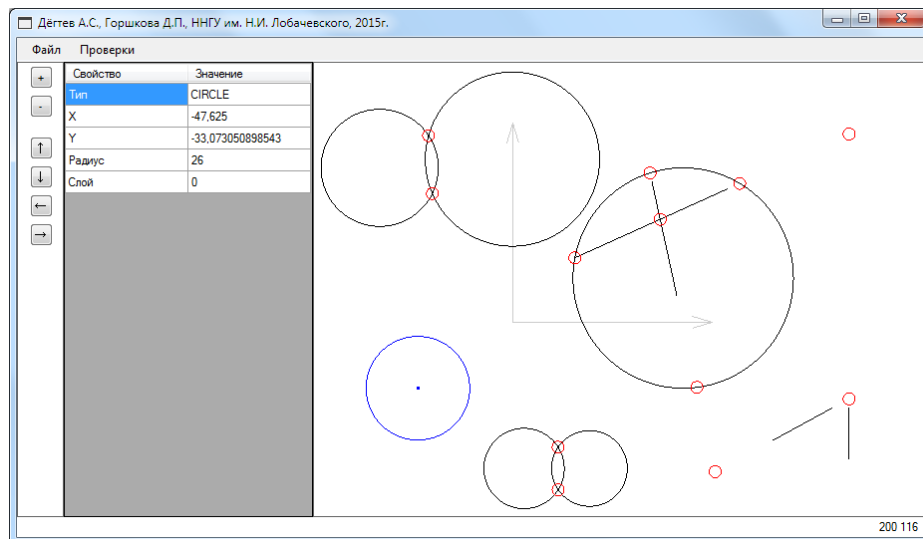 Дёгтев А.С., Горшкова Д.П., ННГУ им. Н.И. Лобачевского, 2015г.
Файл Проверки
+
-
↑
↓
←
→
Свойство Значение
Тип CIRCLE
X -47,625
Y -33,073050898543
Радиус 26
Слой 0
200 116